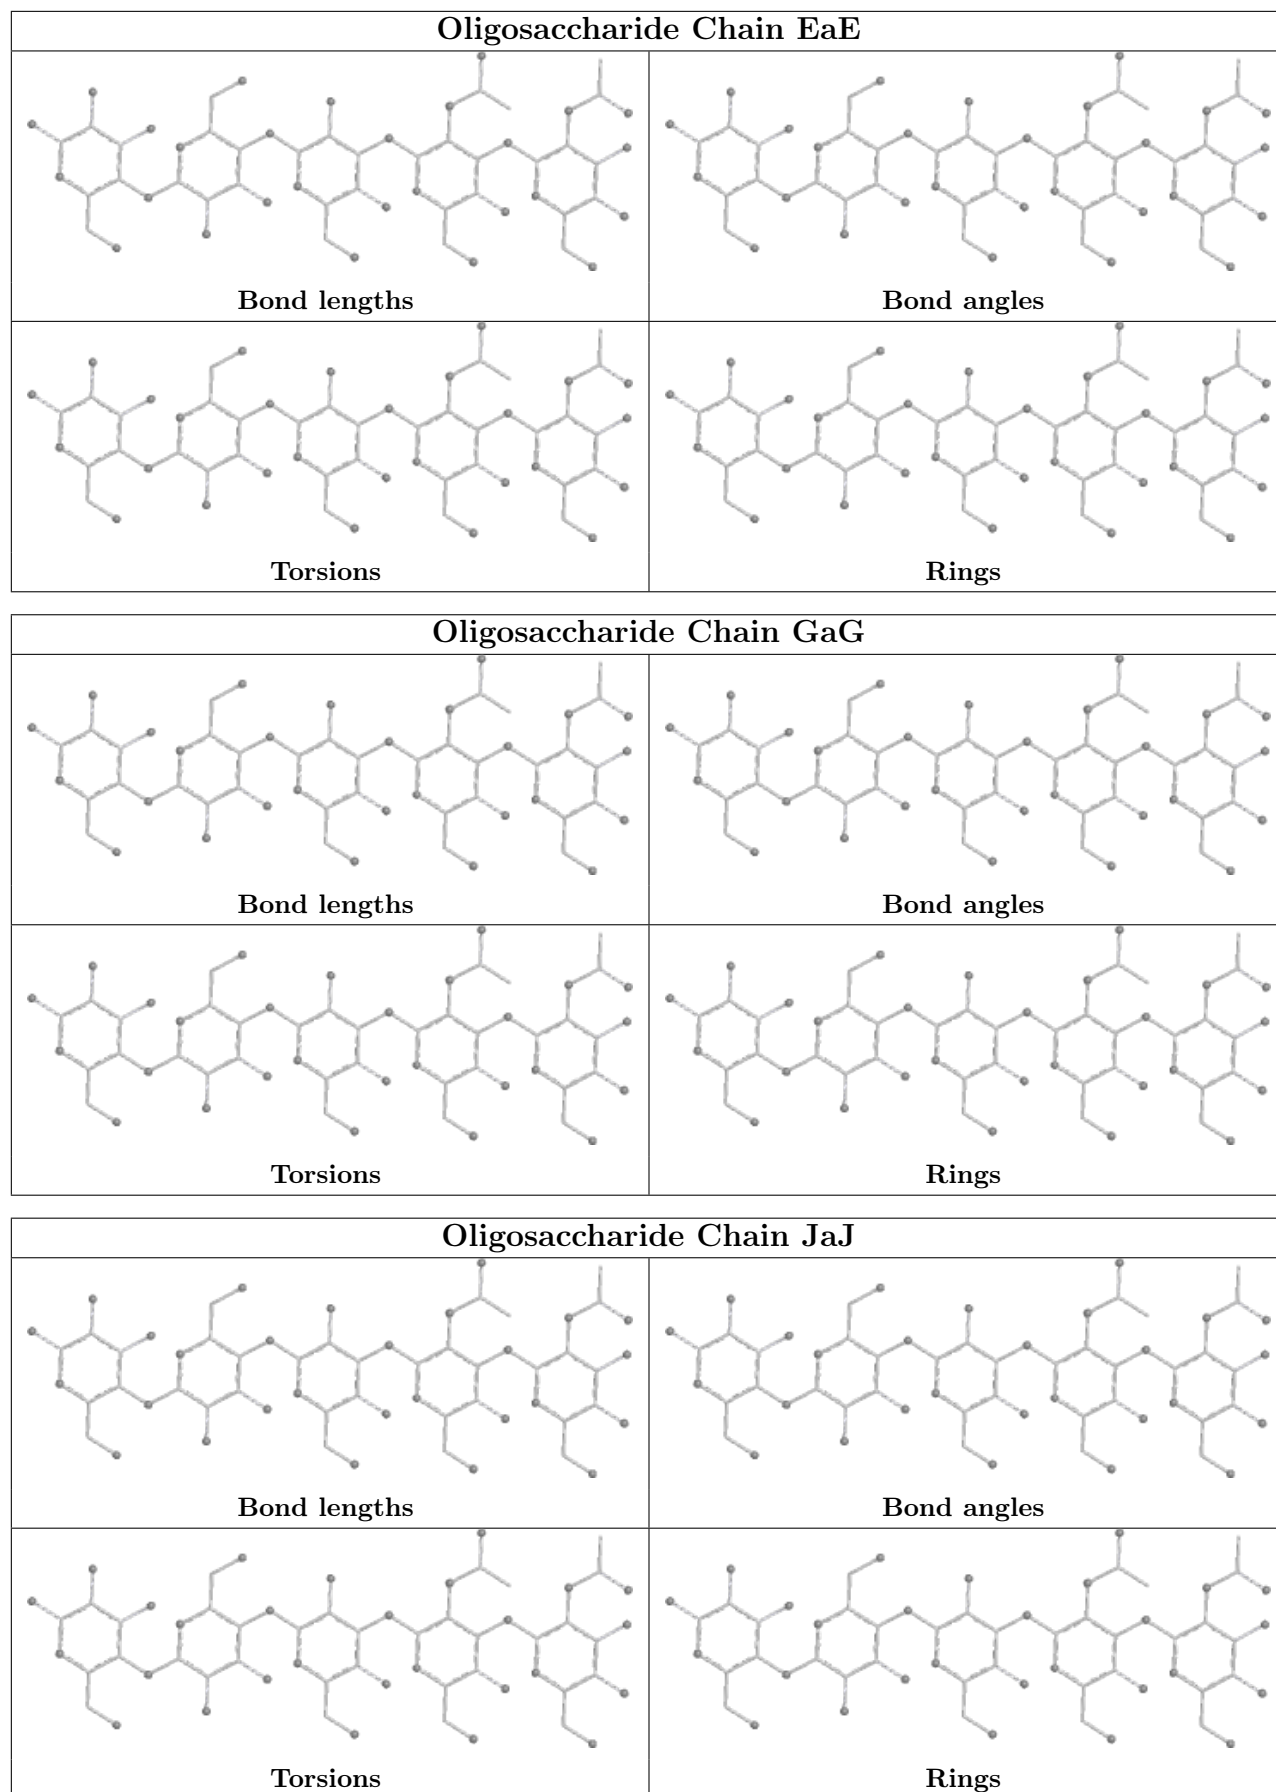 Oligosaccharide Chain EaE
Bond lengths
Bond angles
Torsions
Rings
Oligosaccharide Chain GaG
Bond lengths
Bond angles
Torsions
Rings
Oligosaccharide Chain JaJ
Bond lengths
Bond angles
Torsions
Rings